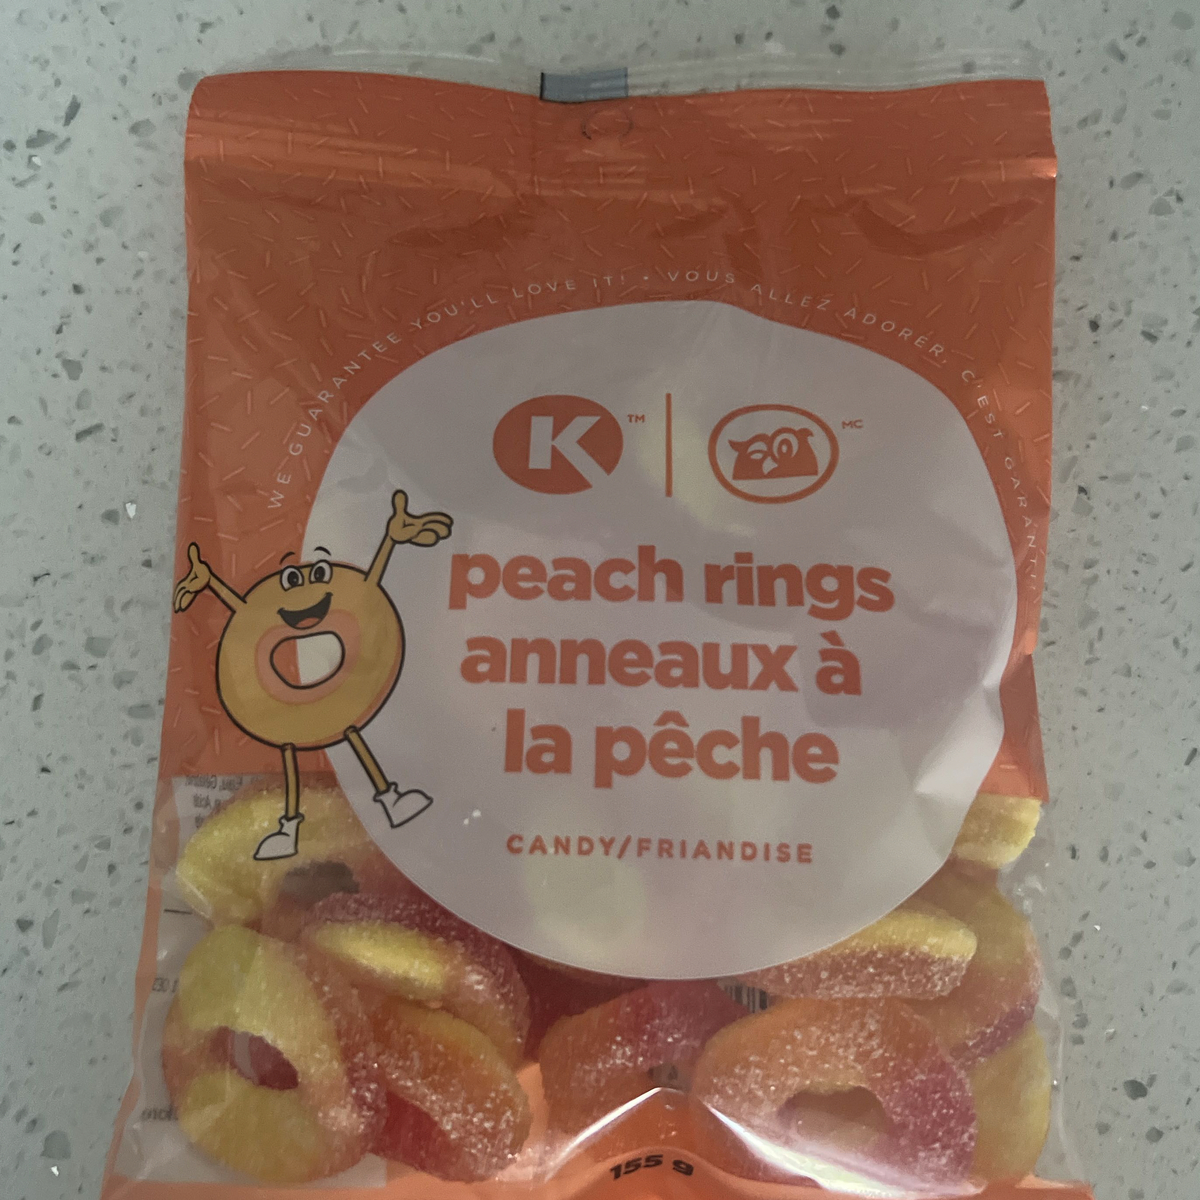 WE GUARANTEE YOU'LL LOVE IT! • VOUS ALLEZ ADORER, C'EST GARANTI!
K™ | MC
peach rings
anneaux à
la pêche
CANDY/FRIANDISE
155 g